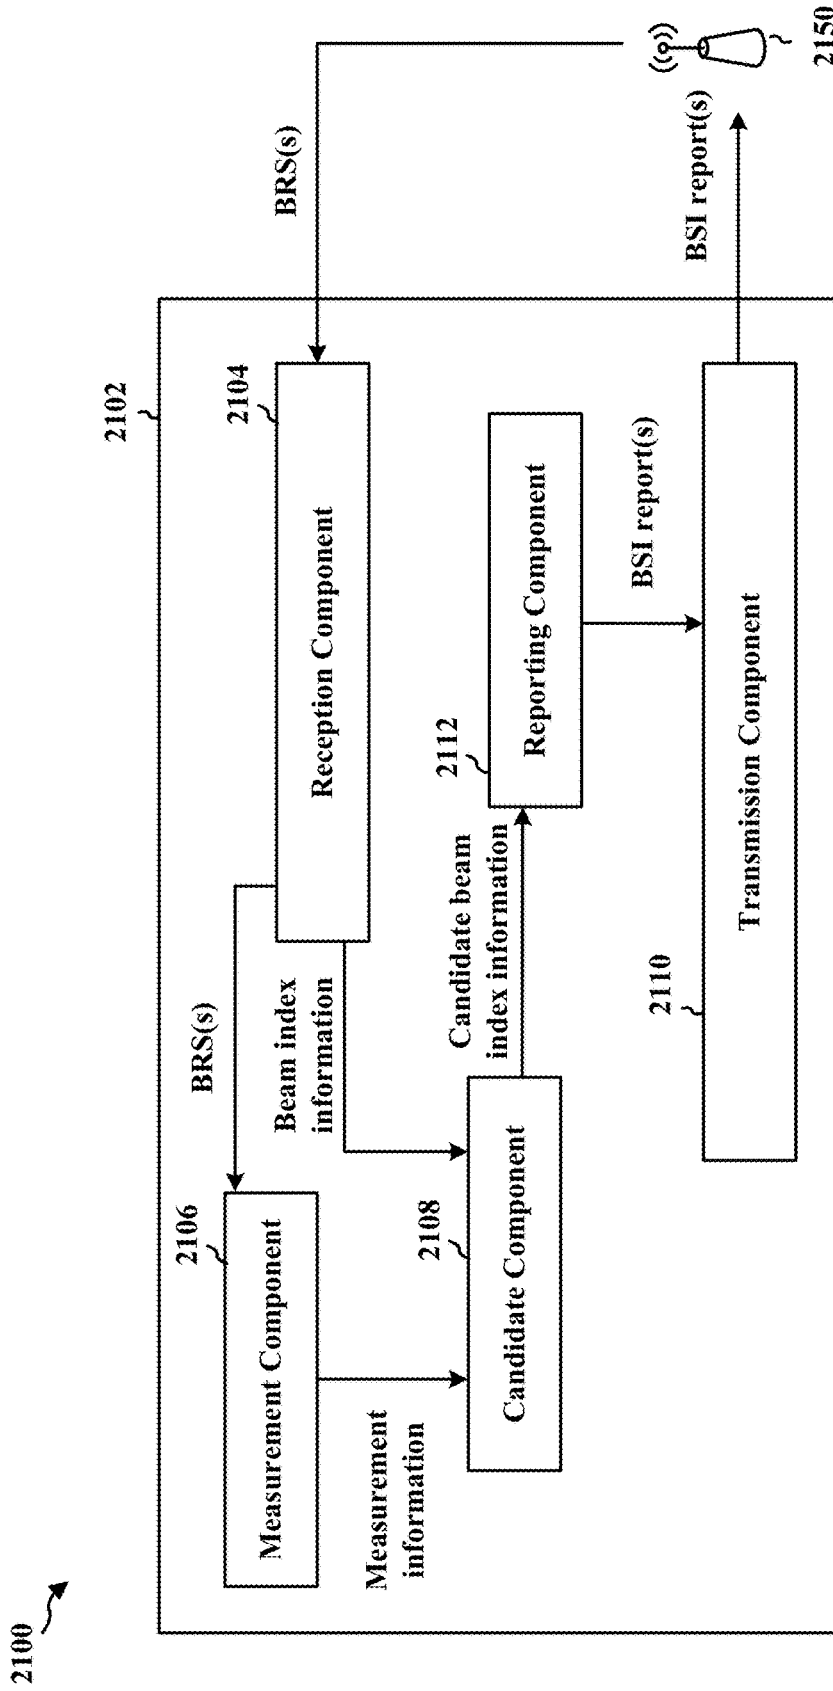 2100
2102
BRS(s)
2106
Measurement Component
BRS(s)
2104
Reception Component
Beam index
information
Measurement
information
2108
Candidate Component
Candidate beam
index information
2112
Reporting Component
BSI report(s)
2110
Transmission Component
BSI report(s)
2150